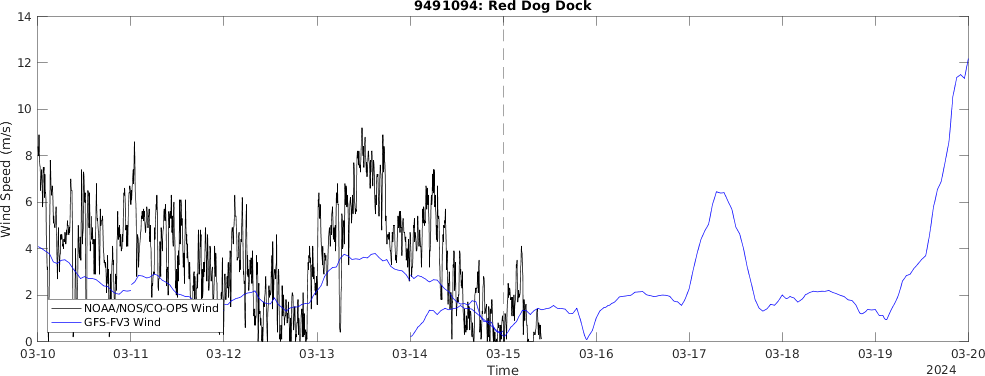 9491094: Red Dog Dock
Wind Speed (m/s)
14
12
10
8
6
4
2
0
NOAA/NOS/CO-OPS Wind
GFS-FV3 Wind
03-10 03-11 03-12 03-13 03-14 03-15 03-16 03-17 03-18 03-19 03-20
Time
2024